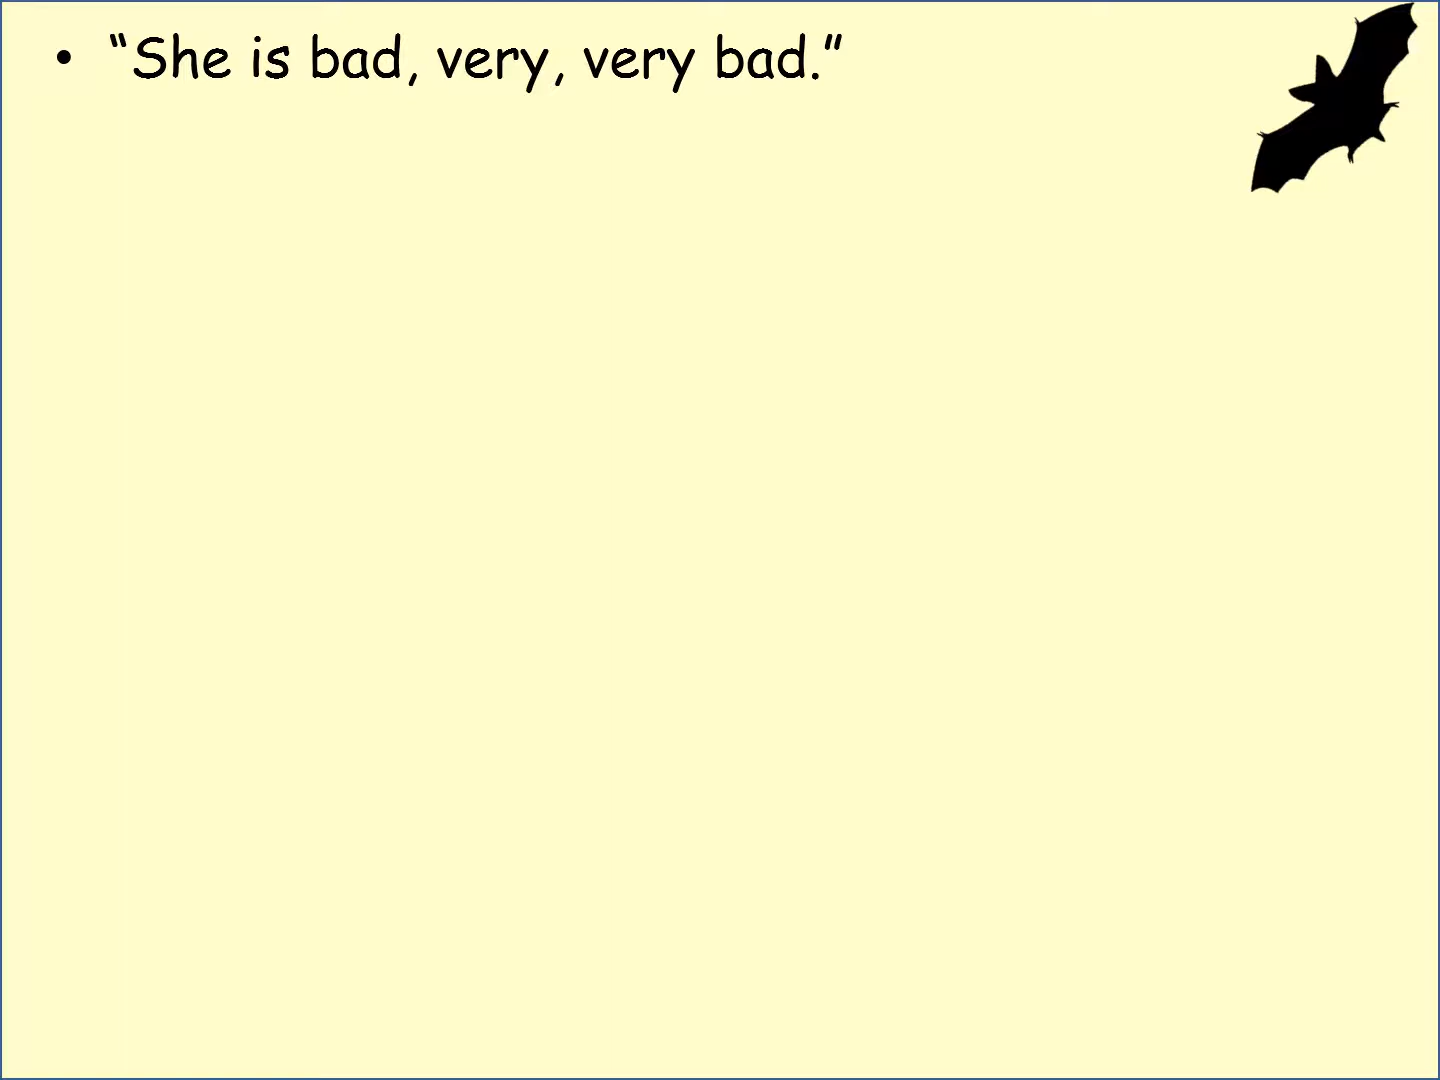 • “She is bad, very, very bad.”